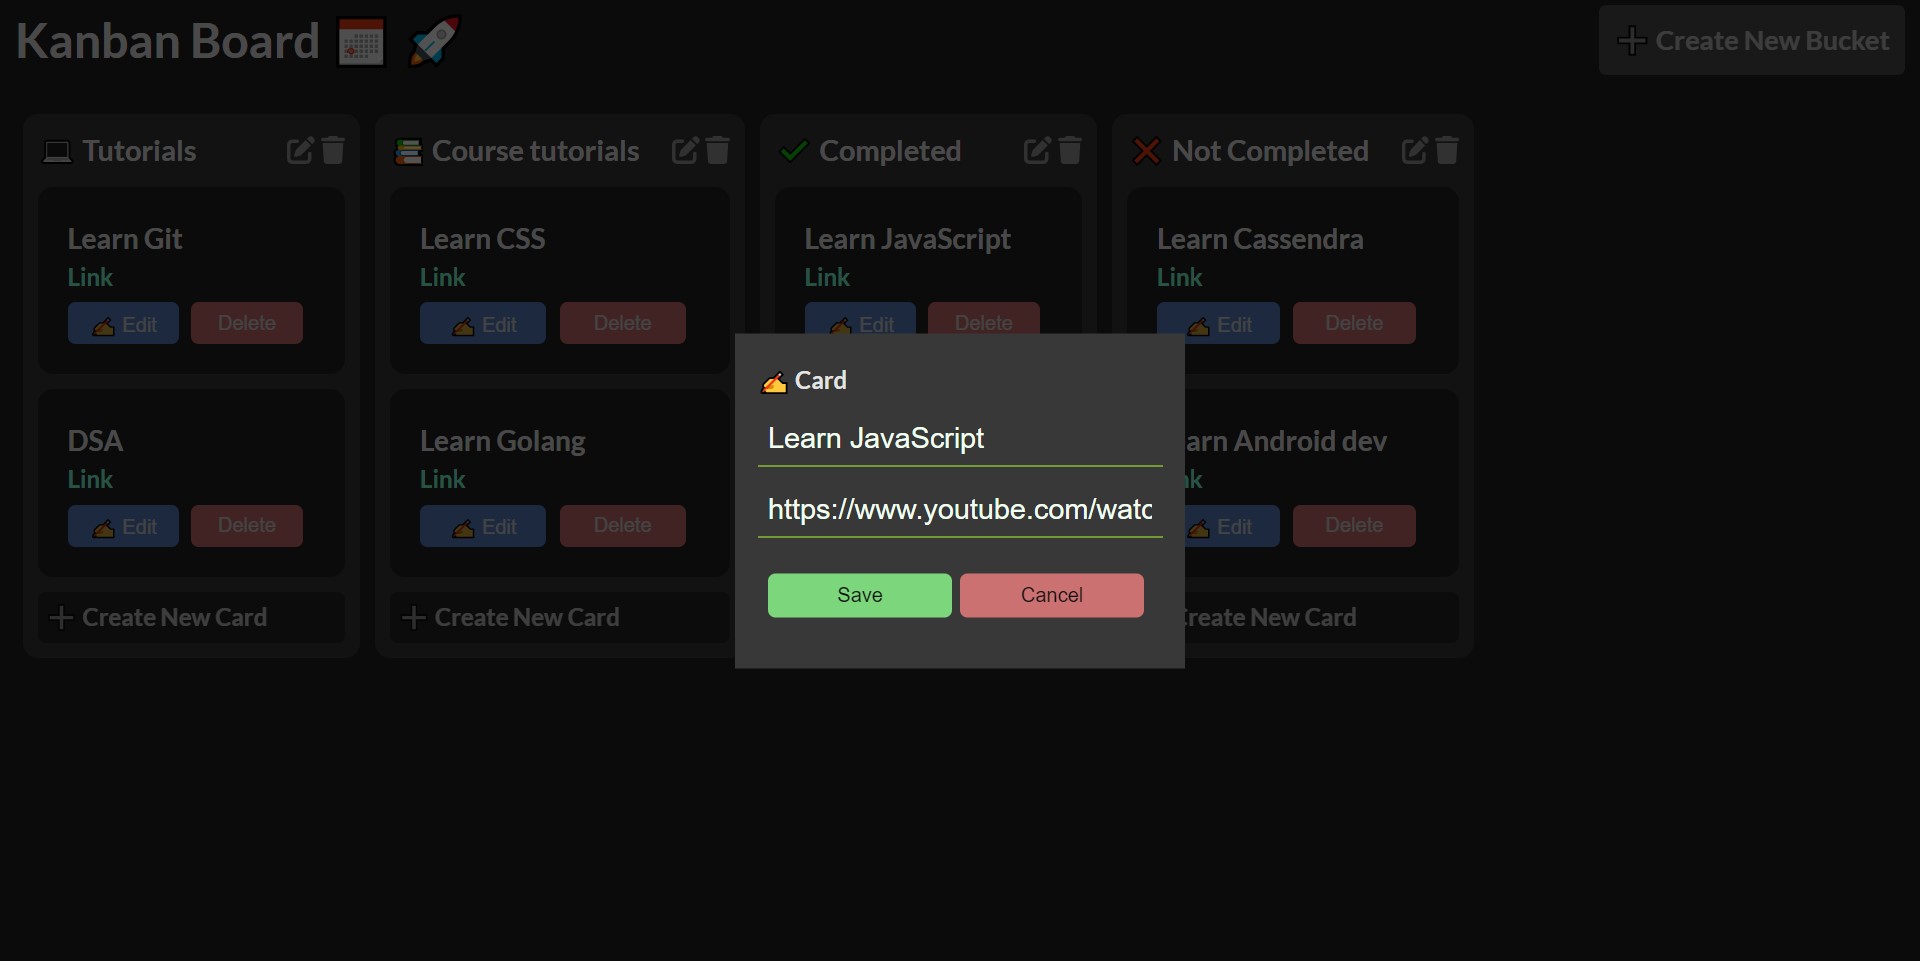 Kanban Board
Create New Bucket
Tutorials
Learn Git
Link
Edit
Delete
DSA
Link
Edit
Delete
Create New Card
Course tutorials
Learn CSS
Link
Edit
Delete
Learn Golang
Link
Edit
Delete
Create New Card
Completed
Learn JavaScript
Link
Edit
Delete
Not Completed
Learn Cassendra
Link
Edit
Delete
arn Android dev
nk
Edit
Delete
Create New Card
Card
Learn JavaScript
https://www.youtube.com/watc
Save
Cancel